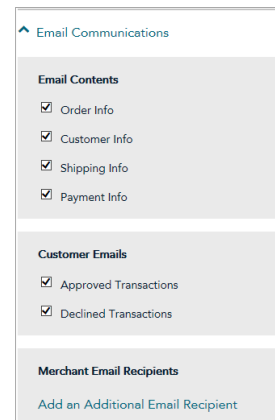 Email Communications
Email Contents
Order Info
Customer Info
Shipping Info
Payment Info
Customer Emails
Approved Transactions
Declined Transactions
Merchant Email Recipients
Add an Additional Email Recipient